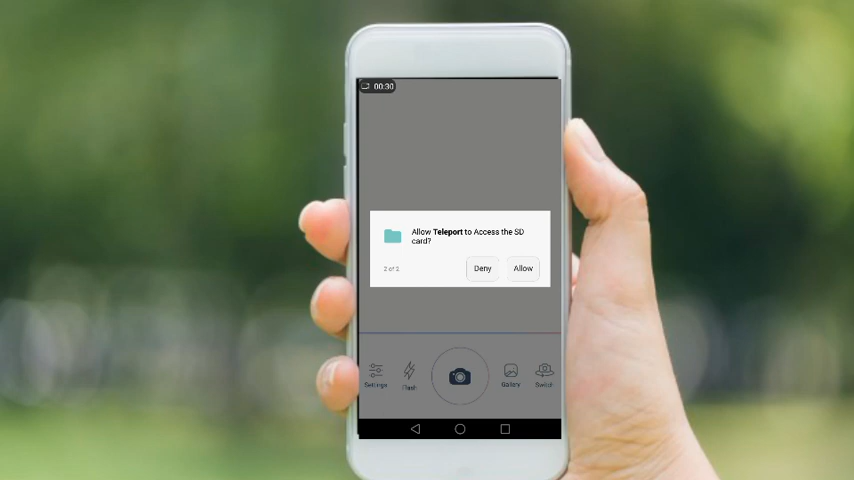 00:30
Allow Teleport to Access the SD
card?
2 of 2
Deny
Allow
Settings
Flash
Gallery
Switch